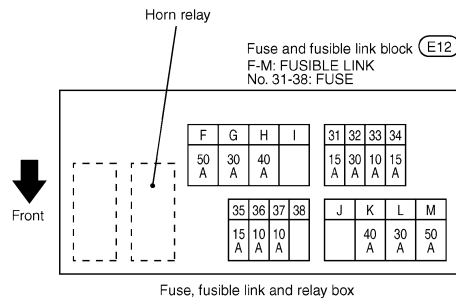 Horn relay
Fuse and fusible link block E12
F-M: FUSIBLE LINK
No. 31-38: FUSE
F G H I 31 32 33 34
50 A 30 A 40 A 15 A 30 A 10 A 15 A
Front
35 36 37 38 J K L M
15 A 10 A 10 A 40 A 30 A 50 A
Fuse, fusible link and relay box